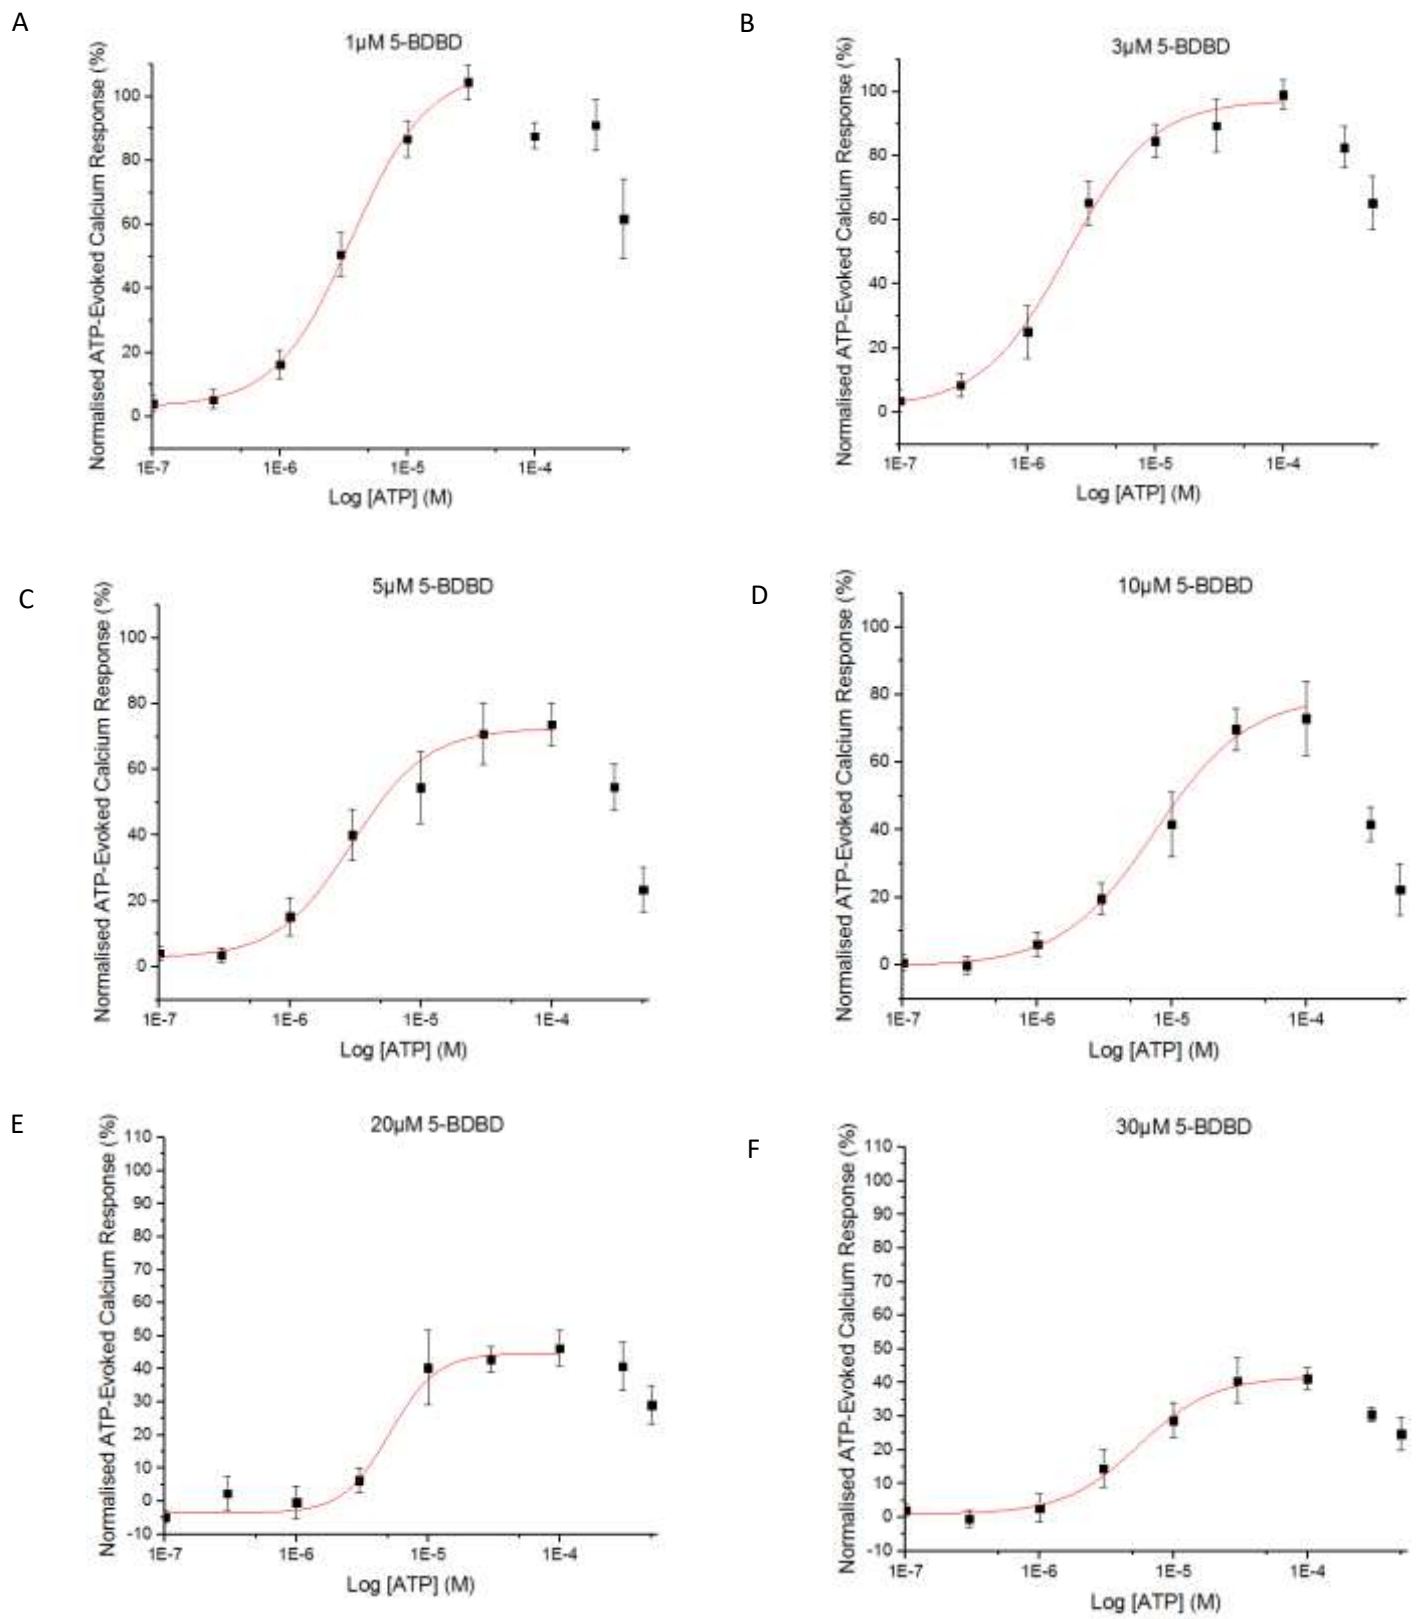 A
1µM 5-BDBD
Normalised ATP-Evoked Calcium Response (%)
100
80
60
40
20
0
1E-7 1E-6 1E-5 1E-4
Log [ATP] (M)
B
3µM 5-BDBD
Normalised ATP-Evoked Calcium Response (%)
100
80
60
40
20
0
1E-7 1E-6 1E-5 1E-4
Log [ATP] (M)
C
5µM 5-BDBD
Normalised ATP-Evoked Calcium Response (%)
100
80
60
40
20
0
1E-7 1E-6 1E-5 1E-4
Log [ATP] (M)
D
10µM 5-BDBD
Normalised ATP-Evoked Calcium Response (%)
100
80
60
40
20
0
1E-7 1E-6 1E-5 1E-4
Log [ATP] (M)
E
20µM 5-BDBD
Normalised ATP-Evoked Calcium Response (%)
110
100
90
80
70
60
50
40
30
20
10
0
-10
1E-7 1E-6 1E-5 1E-4
Log [ATP] (M)
F
30µM 5-BDBD
Normalised ATP-Evoked Calcium Response (%)
110
100
90
80
70
60
50
40
30
20
10
0
-10
1E-7 1E-6 1E-5 1E-4
Log [ATP] (M)